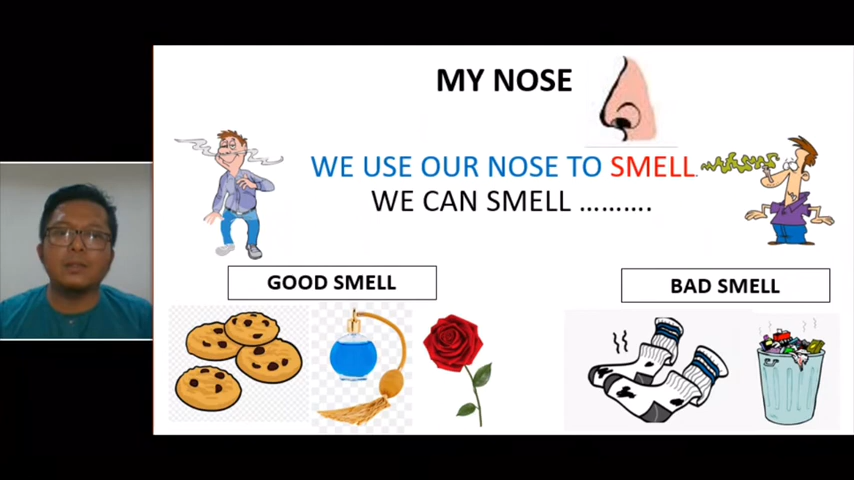 MY NOSE
WE USE OUR NOSE TO SMELL.
WE CAN SMELL ..........
GOOD SMELL
BAD SMELL